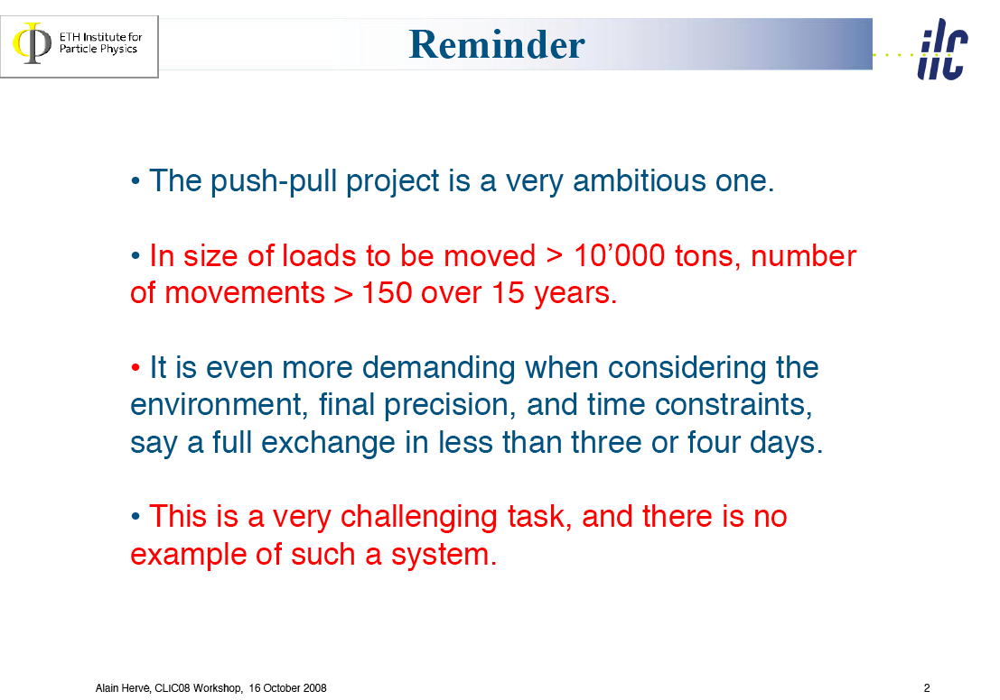 ETH Institute for
Particle Physics
Reminder
ilc
• The push-pull project is a very ambitious one.
• In size of loads to be moved > 10’000 tons, number
of movements > 150 over 15 years.
• It is even more demanding when considering the
environment, final precision, and time constraints,
say a full exchange in less than three or four days.
• This is a very challenging task, and there is no
example of such a system.
Alain Hervé, CLiC08 Workshop, 16 October 2008
2